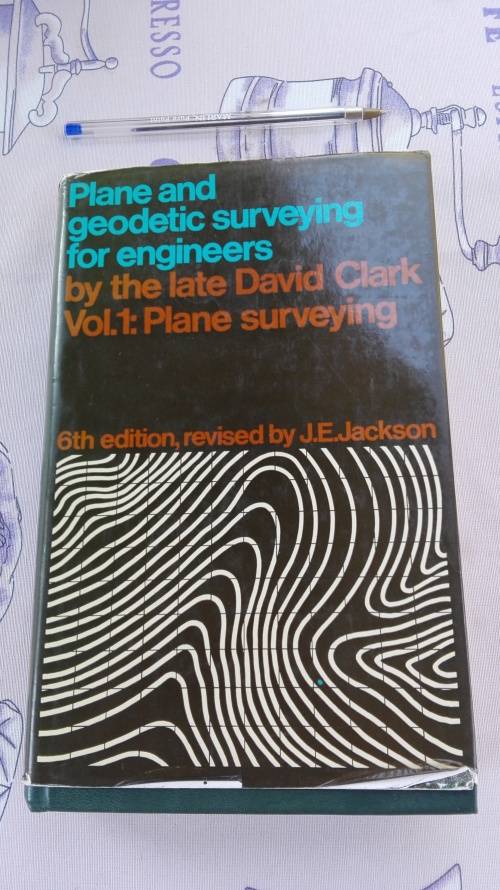 RESSO
Plane and
geodetic surveying
for engineers
by the late David Clark
Vol.1: Plane surveying
6th edition, revised by J.E.Jackson